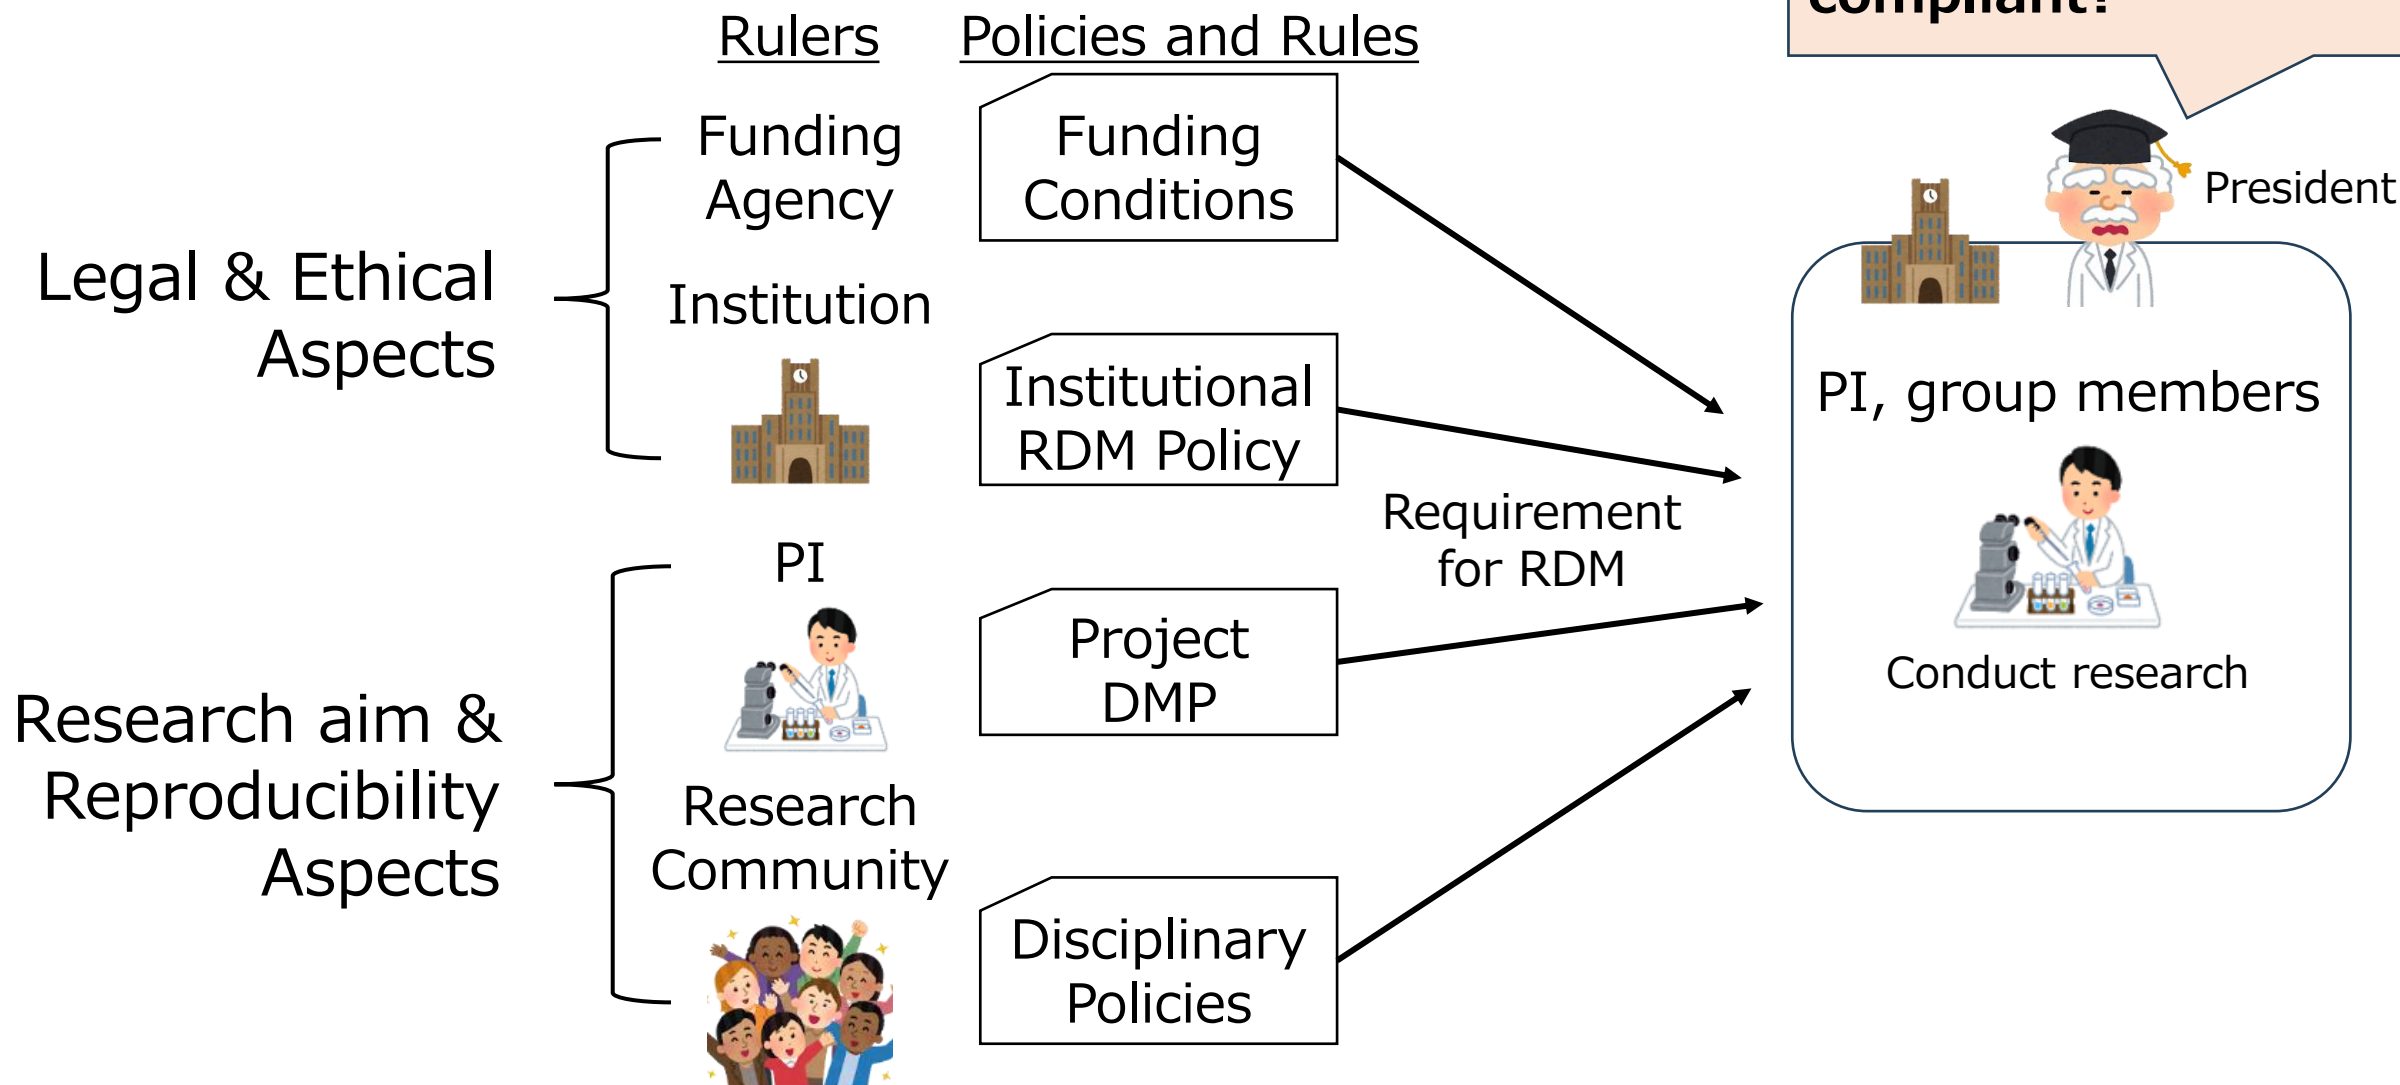 Rulers
Policies and Rules
compliant?
Legal & Ethical
Aspects
Funding
Agency
Institution
Funding
Conditions
Institutional
RDM Policy
Research aim &
Reproducibility
Aspects
PI
Research
Community
Project
DMP
Disciplinary
Policies
Requirement
for RDM
President
PI, group members
Conduct research